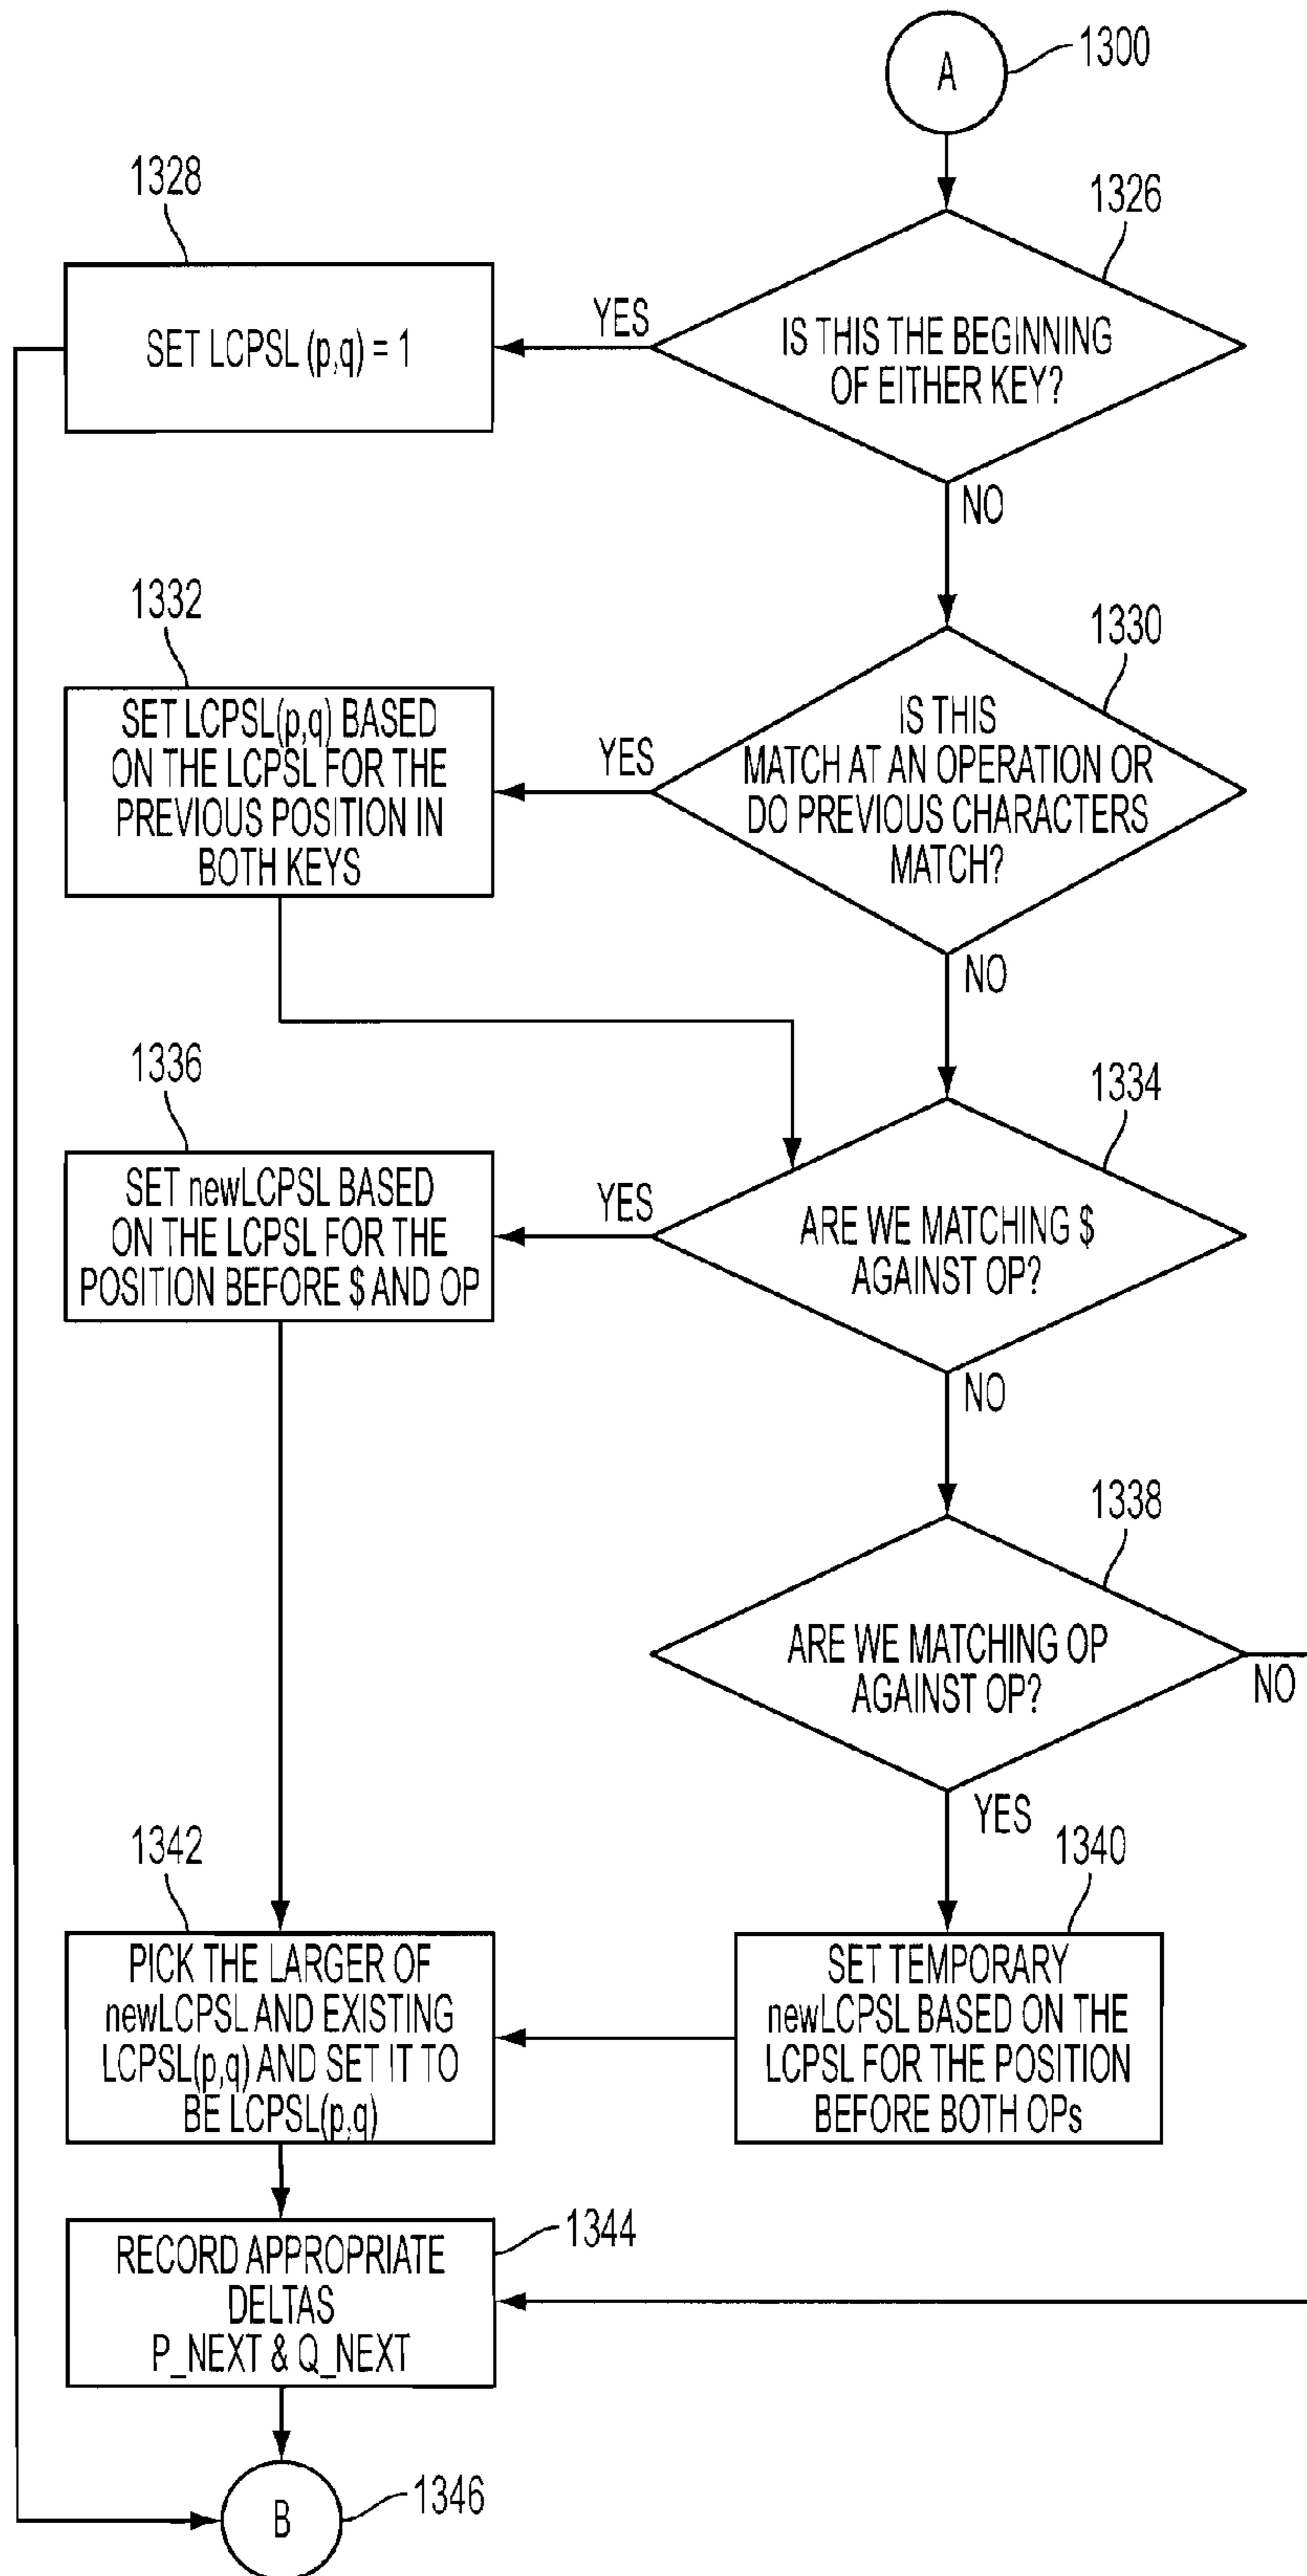 A
1300
1328
1326
SET LCPSL (p,q) = 1
YES
IS THIS THE BEGINNING
OF EITHER KEY?
NO
1332
1330
SET LCPSL(p,q) BASED
ON THE LCPSL FOR THE
PREVIOUS POSITION IN
BOTH KEYS
YES
IS THIS
MATCH AT AN OPERATION OR
DO PREVIOUS CHARACTERS
MATCH?
NO
1336
1334
SET newLCPSL BASED
ON THE LCPSL FOR THE
POSITION BEFORE $ AND OP
YES
ARE WE MATCHING $
AGAINST OP?
NO
1338
ARE WE MATCHING OP
AGAINST OP?
NO
YES
1342
1340
PICK THE LARGER OF
newLCPSL AND EXISTING
LCPSL(p,q) AND SET IT TO
BE LCPSL(p,q)
SET TEMPORARY
newLCPSL BASED ON THE
LCPSL FOR THE POSITION
BEFORE BOTH OPs
1344
RECORD APPROPRIATE
DELTAS
P_NEXT & Q_NEXT
B
1346